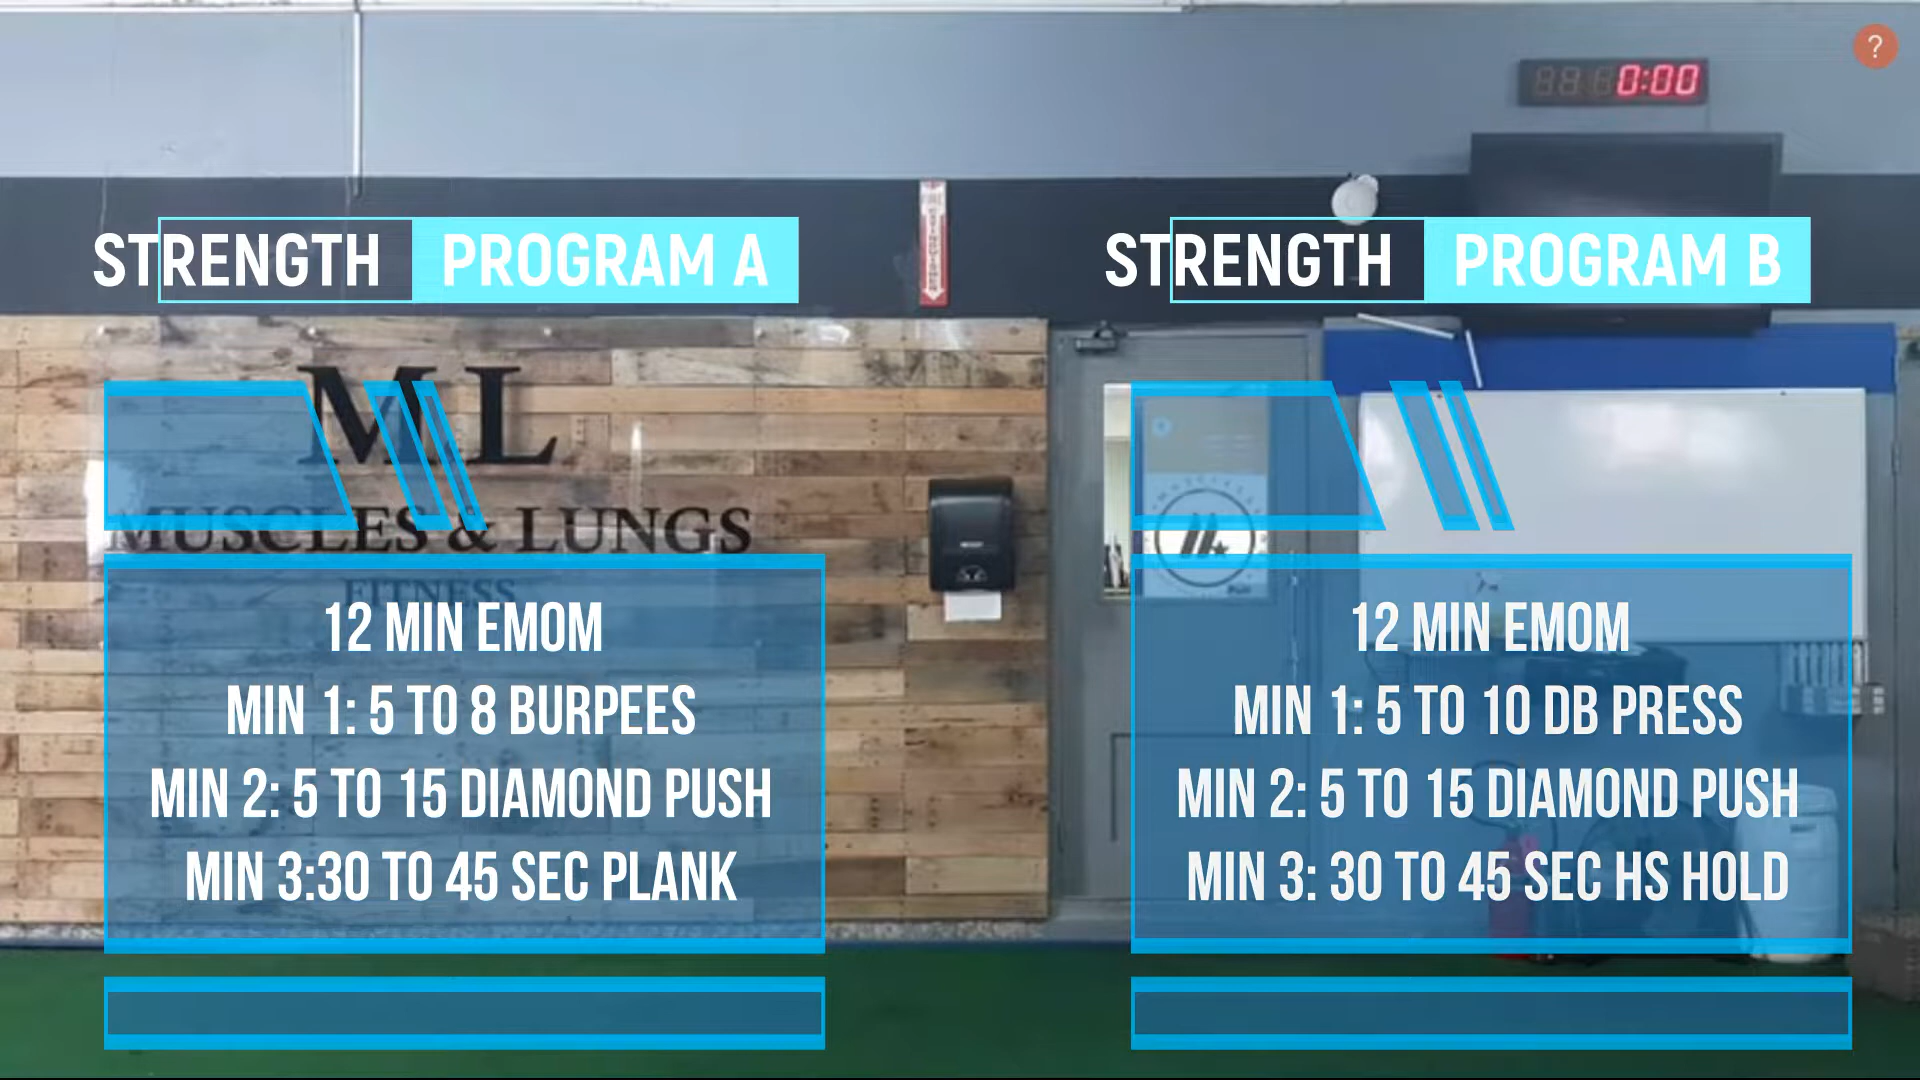 ?
0:00
STRENGTH PROGRAM A
12 MIN EMOM
MIN 1: 5 TO 8 BURPEES
MIN 2: 5 TO 15 DIAMOND PUSH
MIN 3:30 TO 45 SEC PLANK
STRENGTH PROGRAM B
12 MIN EMOM
MIN 1: 5 TO 10 DB PRESS
MIN 2: 5 TO 15 DIAMOND PUSH
MIN 3: 30 TO 45 SEC HS HOLD
ML
MUSCLES & LUNGS
FITNESS